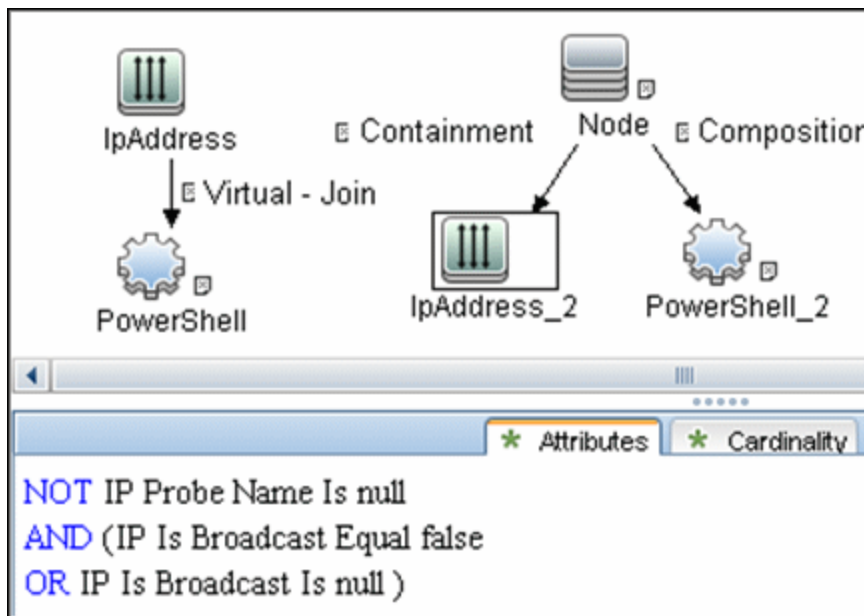 IpAddress
Containment
Node
Composition
Virtual - Join
PowerShell
IpAddress_2
PowerShell_2
Attributes
Cardinality
NOT IP Probe Name Is null
AND (IP Is Broadcast Equal false
OR IP Is Broadcast Is null )